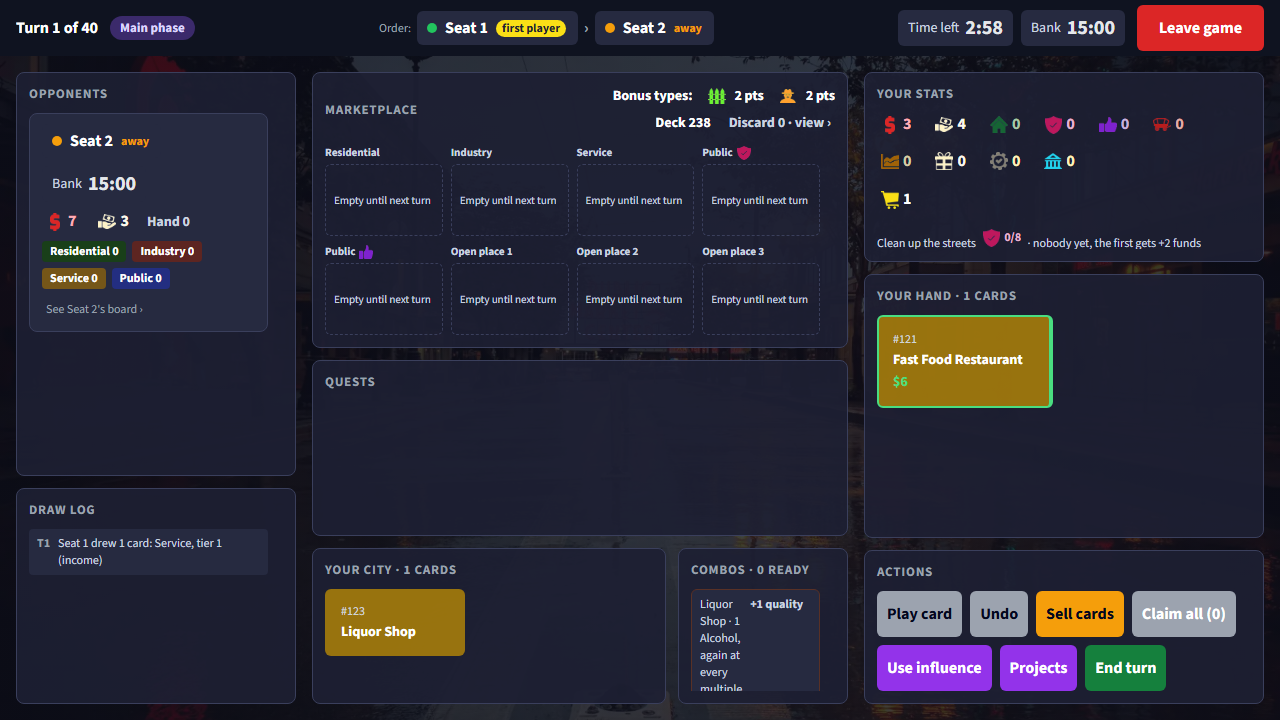 Turn 1 of 40 Main phase
Order: Seat 1 first player › Seat 2 away
Time left 2:58 Bank 15:00 Leave game
OPPONENTS
Seat 2 away
Bank 15:00
7 3 Hand 0
Residential 0 Industry 0
Service 0 Public 0
See Seat 2's board ›
DRAW LOG
T1 Seat 1 drew 1 card: Service, tier 1
(income)
MARKETPLACE
Bonus types: 2 pts 2 pts
Deck 238 Discard 0 · view ›
Residential Industry Service Public
Empty until next turn Empty until next turn Empty until next turn Empty until next turn
Public Open place 1 Open place 2 Open place 3
Empty until next turn Empty until next turn Empty until next turn Empty until next turn
QUESTS
YOUR CITY · 1 CARDS
#123
Liquor Shop
COMBOS · 0 READY
Liquor +1 quality
Shop · 1
Alcohol,
again at
every
multiple
YOUR STATS
3 4 0 0 0 0
0 0 0 0
1
Clean up the streets 0/8 · nobody yet, the first gets +2 funds
YOUR HAND · 1 CARDS
#121
Fast Food Restaurant
$6
ACTIONS
Play card Undo Sell cards Claim all (0)
Use influence Projects End turn